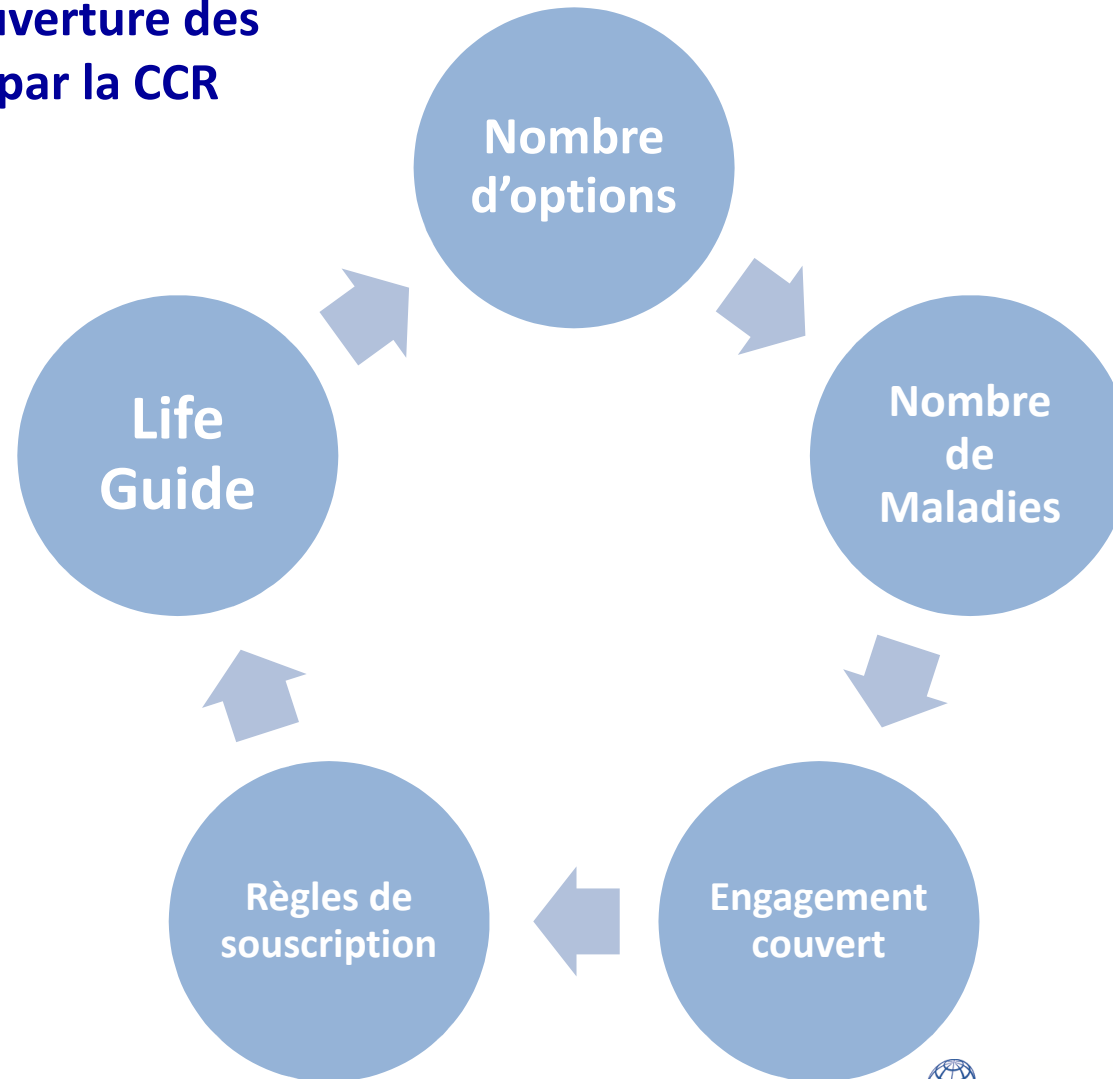 uverture des
par la CCR
Nombre
d’options
Nombre
de
Maladies
Engagement
couvert
Règles de
souscription
Life
Guide